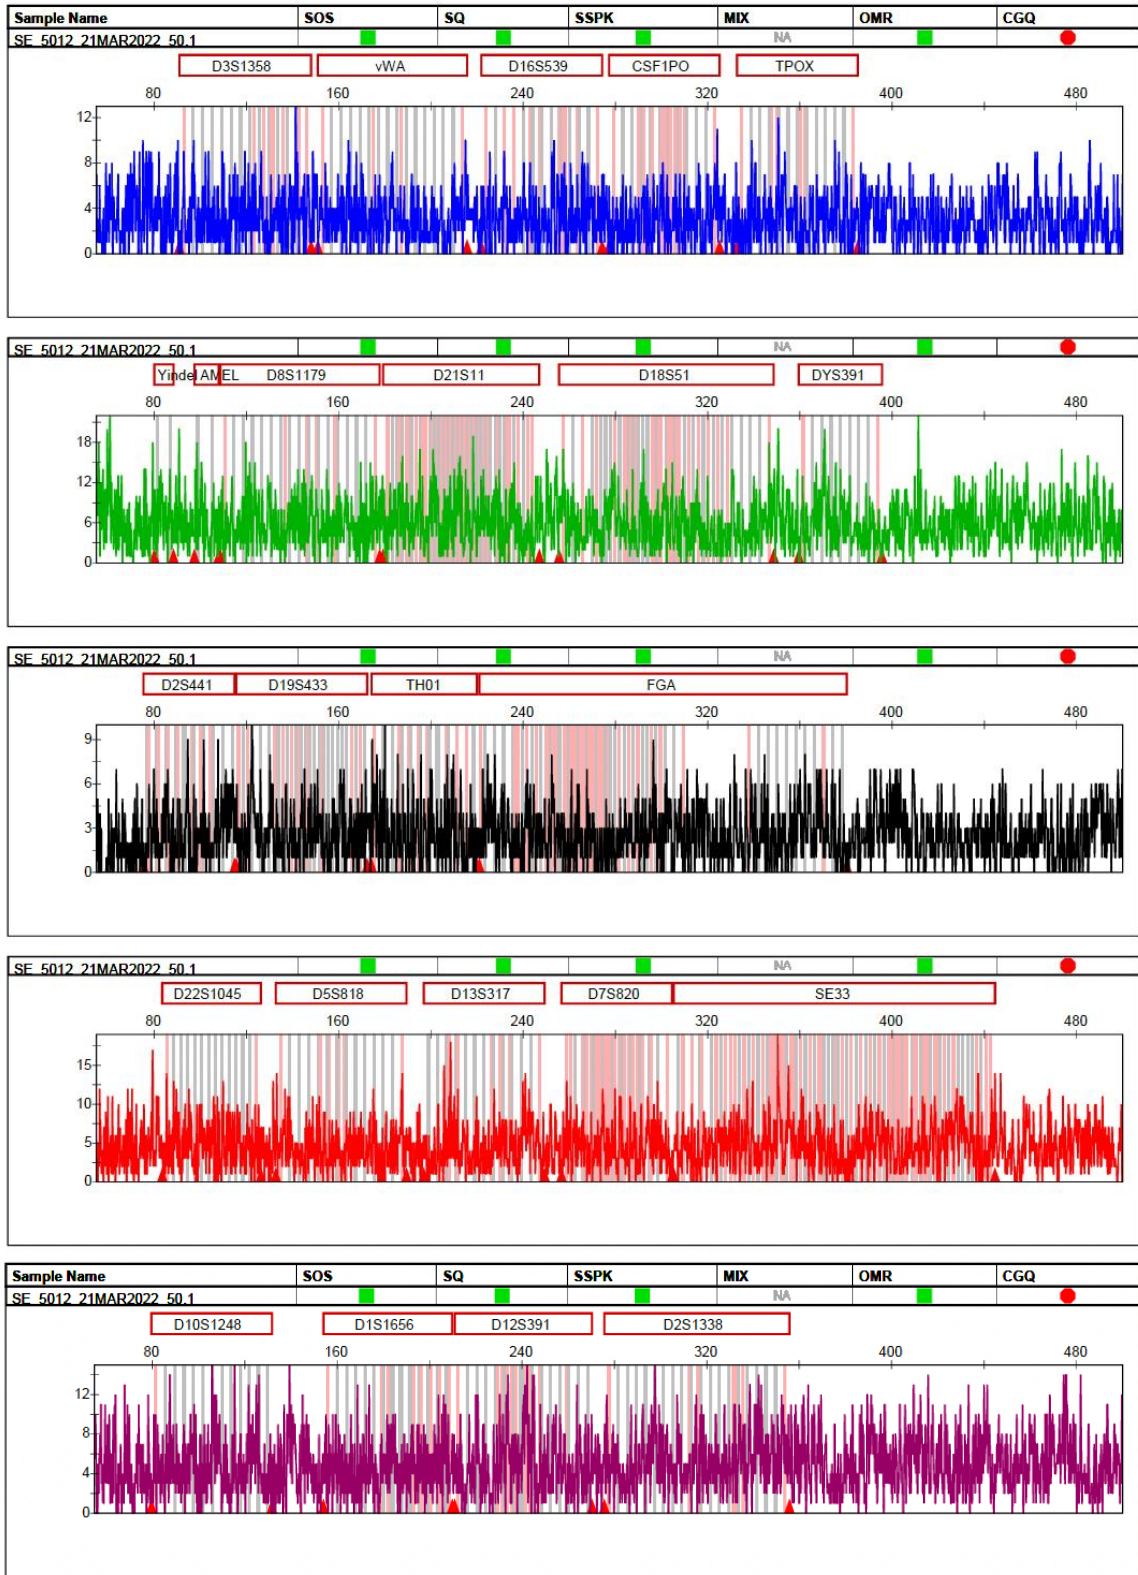 Sample Name SOS SQ SSPK MIX OMR CGQ
SE_5012_21MAR2022_50.1 NA
D3S1358 vWA D16S539 CSF1PO TPOX
80 160 240 320 400 480
12
8
4
0
SE_5012_21MAR2022_50.1 NA
Yindel AMEL D8S1179 D21S11 D18S51 DYS391
80 160 240 320 400 480
18
12
6
0
SE_5012_21MAR2022_50.1 NA
D2S441 D19S433 TH01 FGA
80 160 240 320 400 480
9
6
3
0
SE_5012_21MAR2022_50.1 NA
D22S1045 D5S818 D13S317 D7S820 SE33
80 160 240 320 400 480
15
10
5
0
Sample Name SOS SQ SSPK MIX OMR CGQ
SE_5012_21MAR2022_50.1 NA
D10S1248 D1S1656 D12S391 D2S1338
80 160 240 320 400 480
12
8
4
0